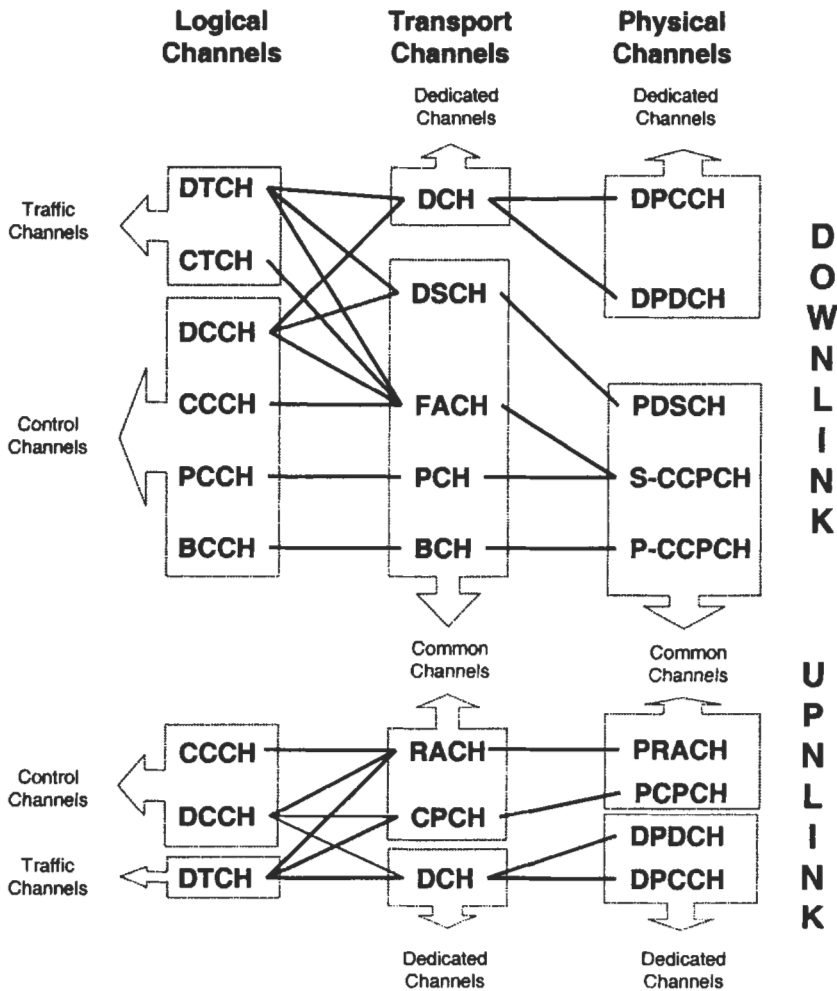 Logical Transport Physical
Channels Channels Channels
Dedicated Dedicated
Channels Channels
DTCH DCH DPCCH
Traffic
Channels
CTCH
DSCH DPDCH
DCCH
CCCH FACH PDSCH
Control
Channels
PCCH PCH S-CCPCH
BCCH BCH P-CCPCH
DOWNLINK
Common Common
Channels Channels
CCCH RACH PRACH
Control
Channels
PCPCH
DCCH CPCH
DPDCH
Traffic
Channels
DTCH DCH DPCCH
UPNLINK
Dedicated Dedicated
Channels Channels